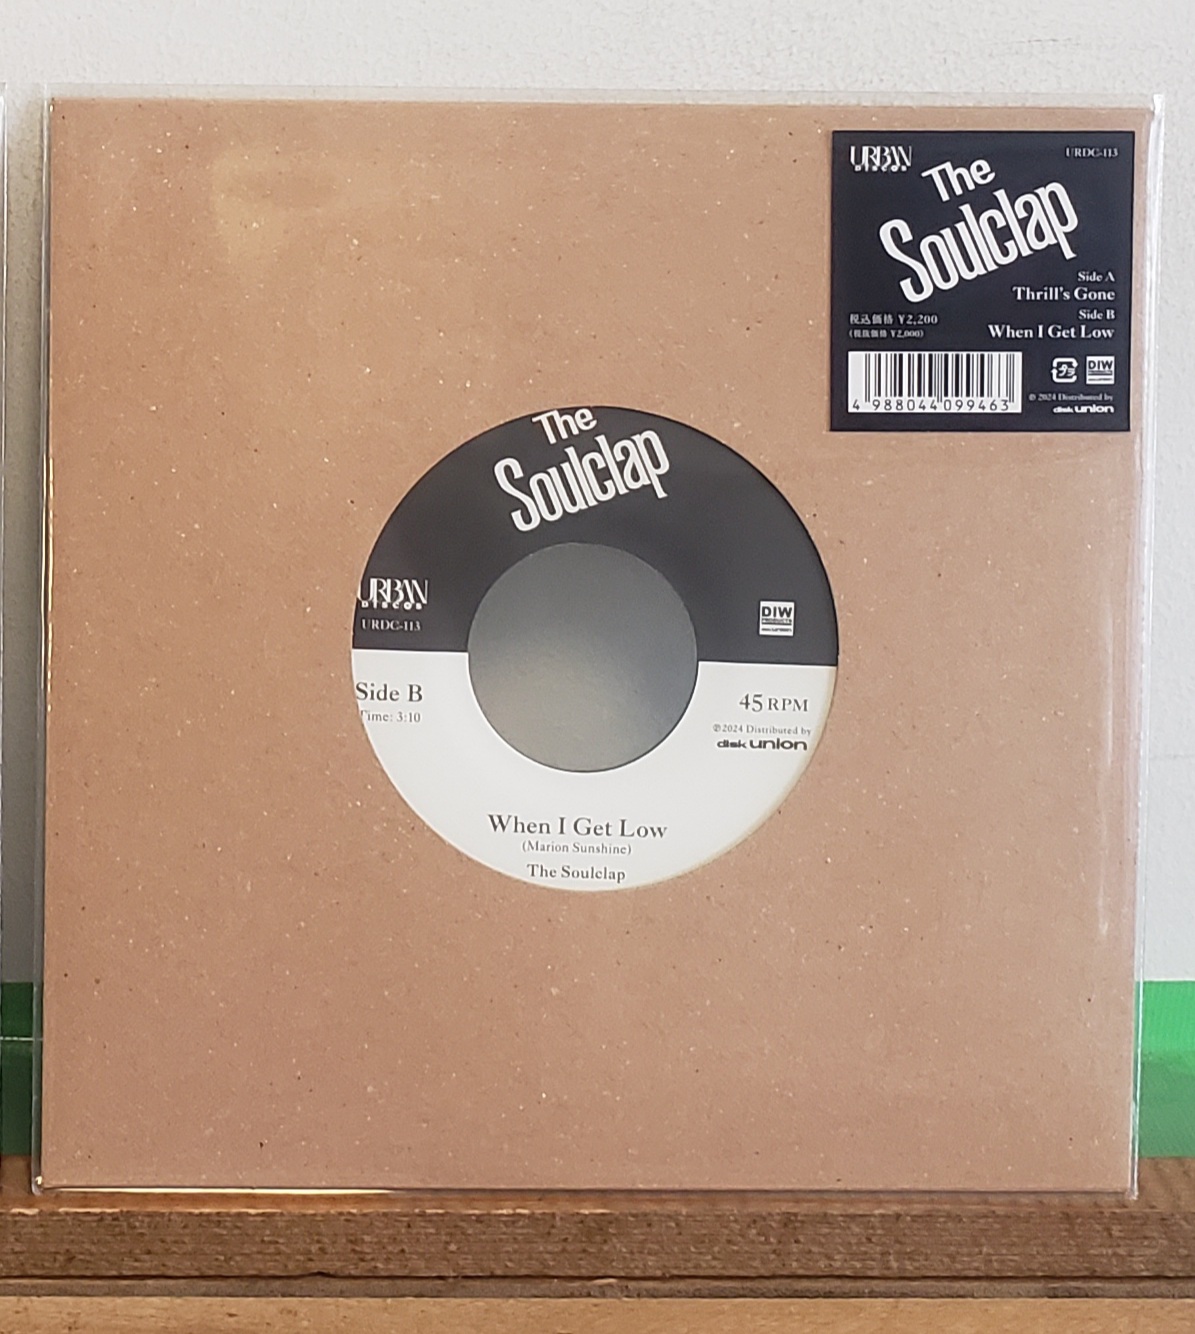 URBAN
DISCOS
URDC-113
The
Soulclap
Side A
Thrill's Gone
Side B
When I Get Low
税込価格 ¥2,200
(税抜価格 ¥2,000)
4 988044 099463
DIW
© 2024 Distributed by
disk union
The
Soulclap
URBAN
DISCOS
URDC-113
DIW
Side B
Time: 3:10
45 RPM
℗2024 Distributed by
disk union
When I Get Low
(Marion Sunshine)
The Soulclap